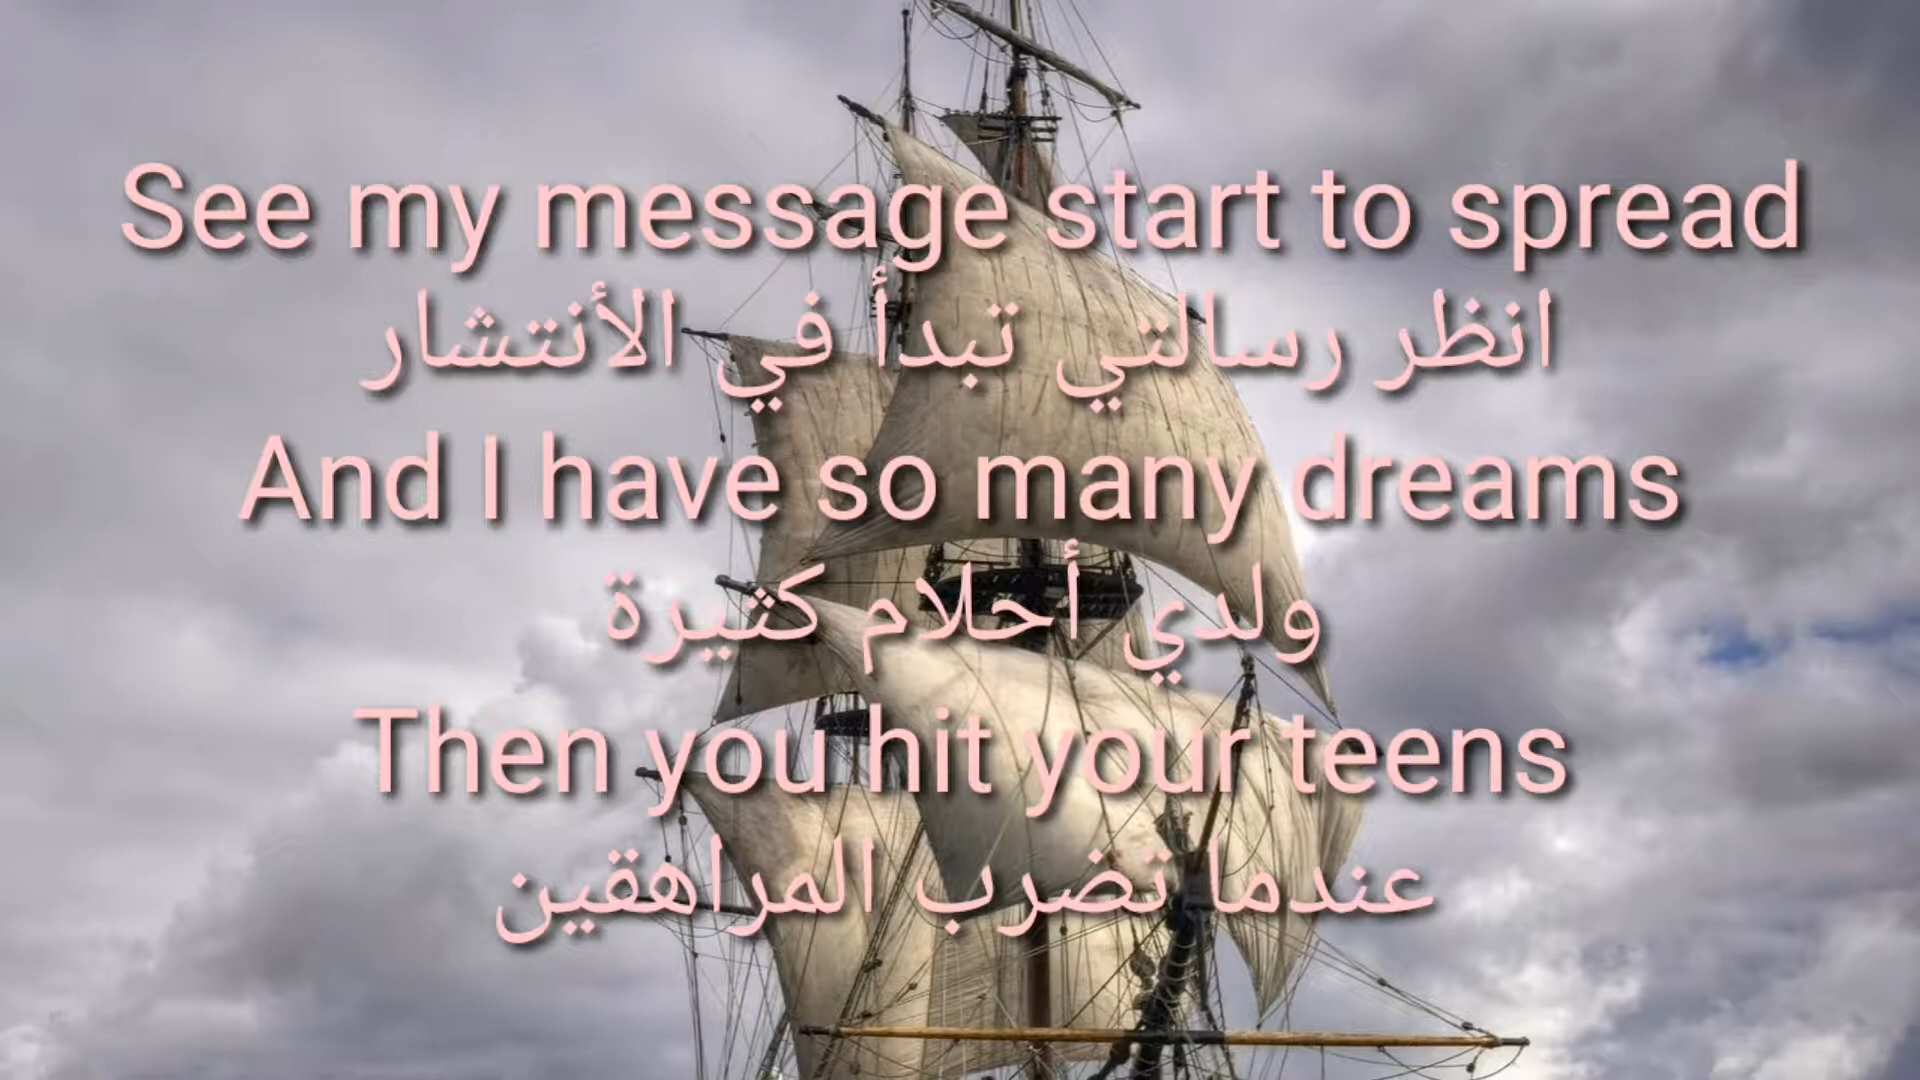 See my message start to spread
انظر رسالتي تبدأ في الأنتشار
And I have so many dreams
ولدي أحلام كثيرة
Then you hit your teens
عندما تضرب المراهقين